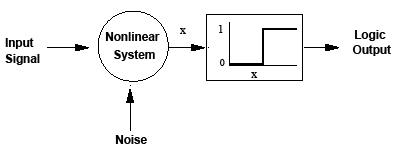 Input
Signal
Nonlinear
System
x
1
0
x
Logic
Output
Noise